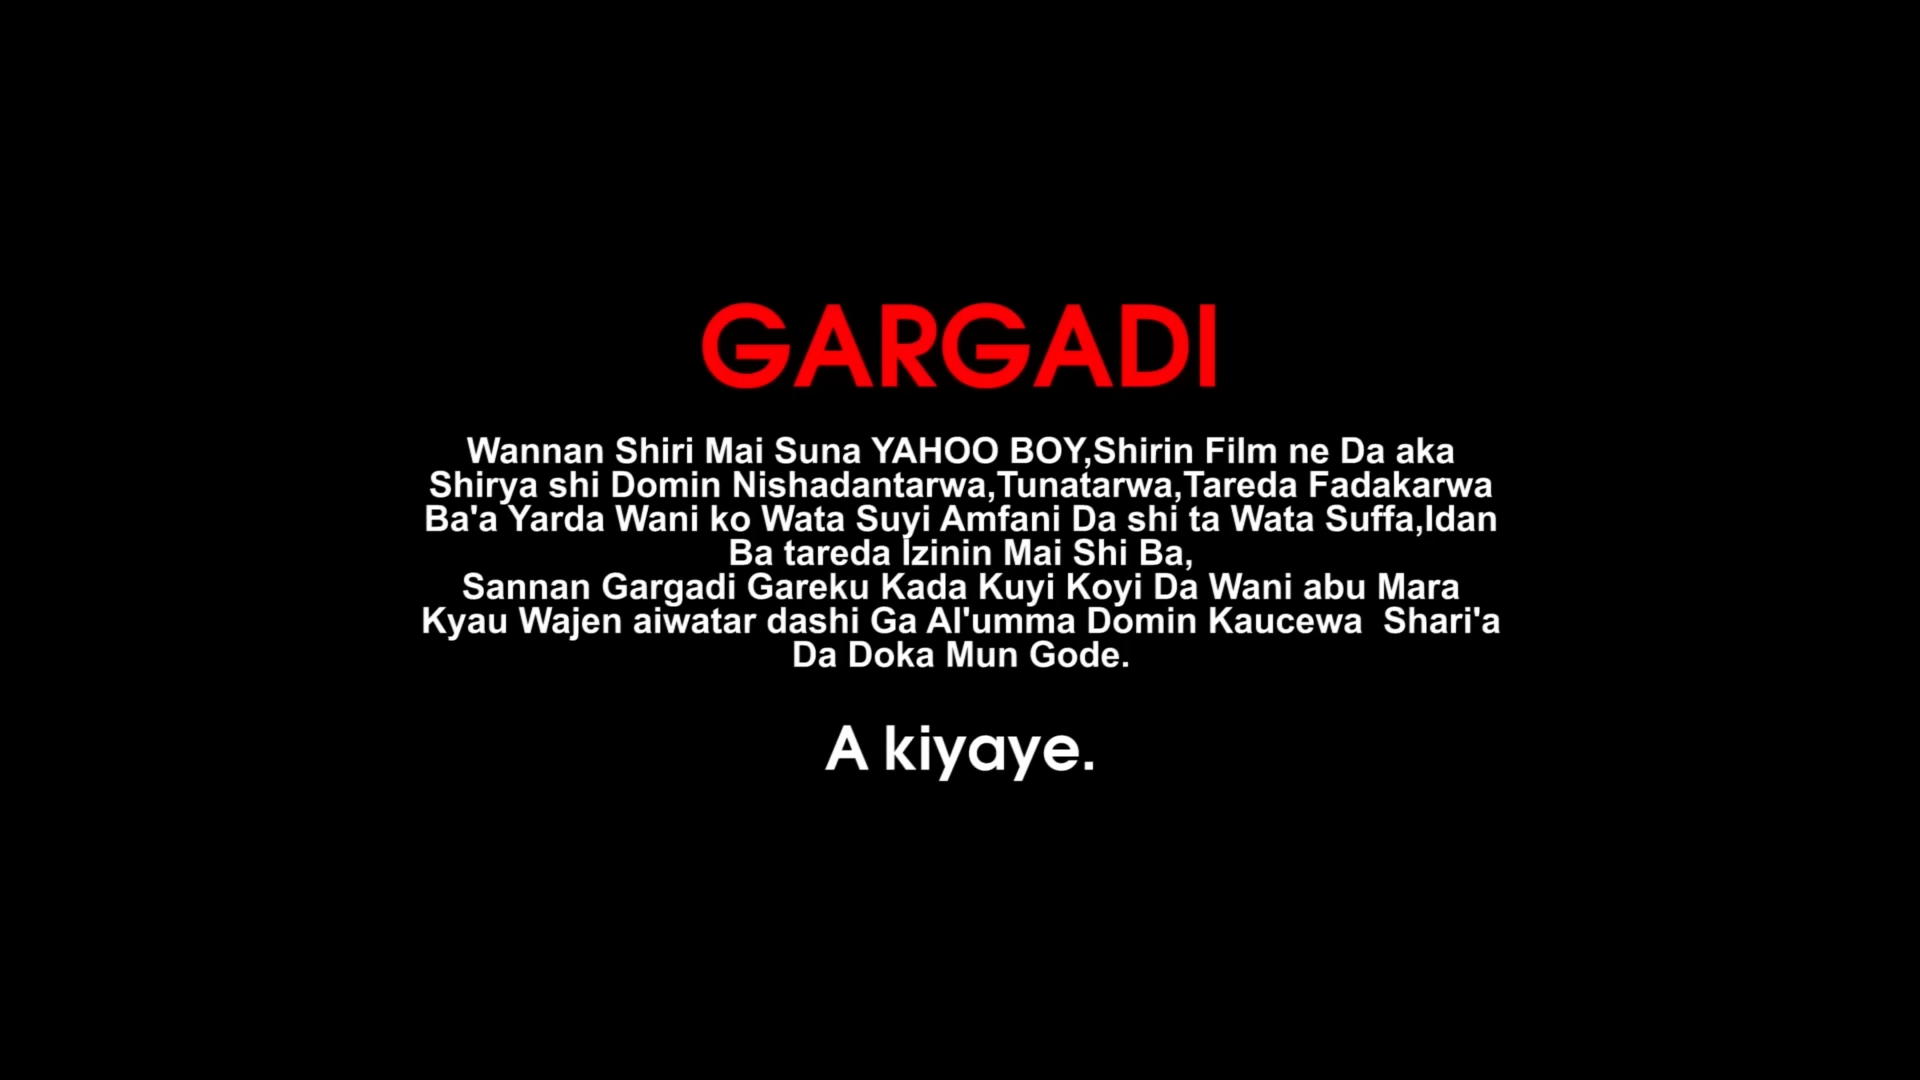 GARGADI
Wannan Shiri Mai Suna YAHOO BOY,Shirin Film ne Da aka
Shirya shi Domin Nishadantarwa,Tunatarwa,Tareda Fadakarwa
Ba'a Yarda Wani ko Wata Suyi Amfani Da shi ta Wata Suffa,Idan
Ba tareda Izinin Mai Shi Ba,
Sannan Gargadi Gareku Kada Kuyi Koyi Da Wani abu Mara
Kyau Wajen aiwatar dashi Ga Al'umma Domin Kaucewa  Shari'a
Da Doka Mun Gode.
A kiyaye.